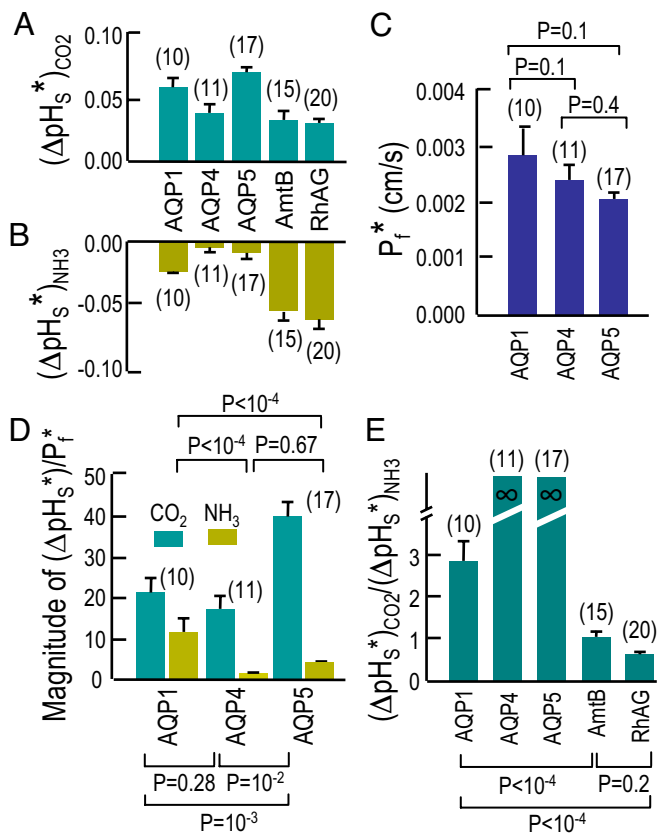 A
(ΔpHS*)CO2
0.10
0.05
0.00
(10)
(11)
(17)
(15)
(20)
AQP1
AQP4
AQP5
AmtB
RhAG
B
(ΔpHS*)NH3
0.00
-0.05
-0.10
(10)
(11)
(17)
(15)
(20)
C
Pf* (cm/s)
0.004
0.003
0.002
0.001
0.000
P=0.1
P=0.1
P=0.4
(10)
(11)
(17)
AQP1
AQP4
AQP5
D
Magnitude of (ΔpHS*)/Pf*
50
40
30
20
10
0
P<10-4
P<10-4
P=0.67
CO2
NH3
(10)
(11)
(17)
AQP1
AQP4
AQP5
P=0.28
P=10-2
P=10-3
E
(ΔpHS*)CO2/(ΔpHS*)NH3
3
2
1
0
(10)
(11)
(17)
(15)
(20)
∞
∞
AQP1
AQP4
AQP5
AmtB
RhAG
P<10-4
P=0.2
P<10-4